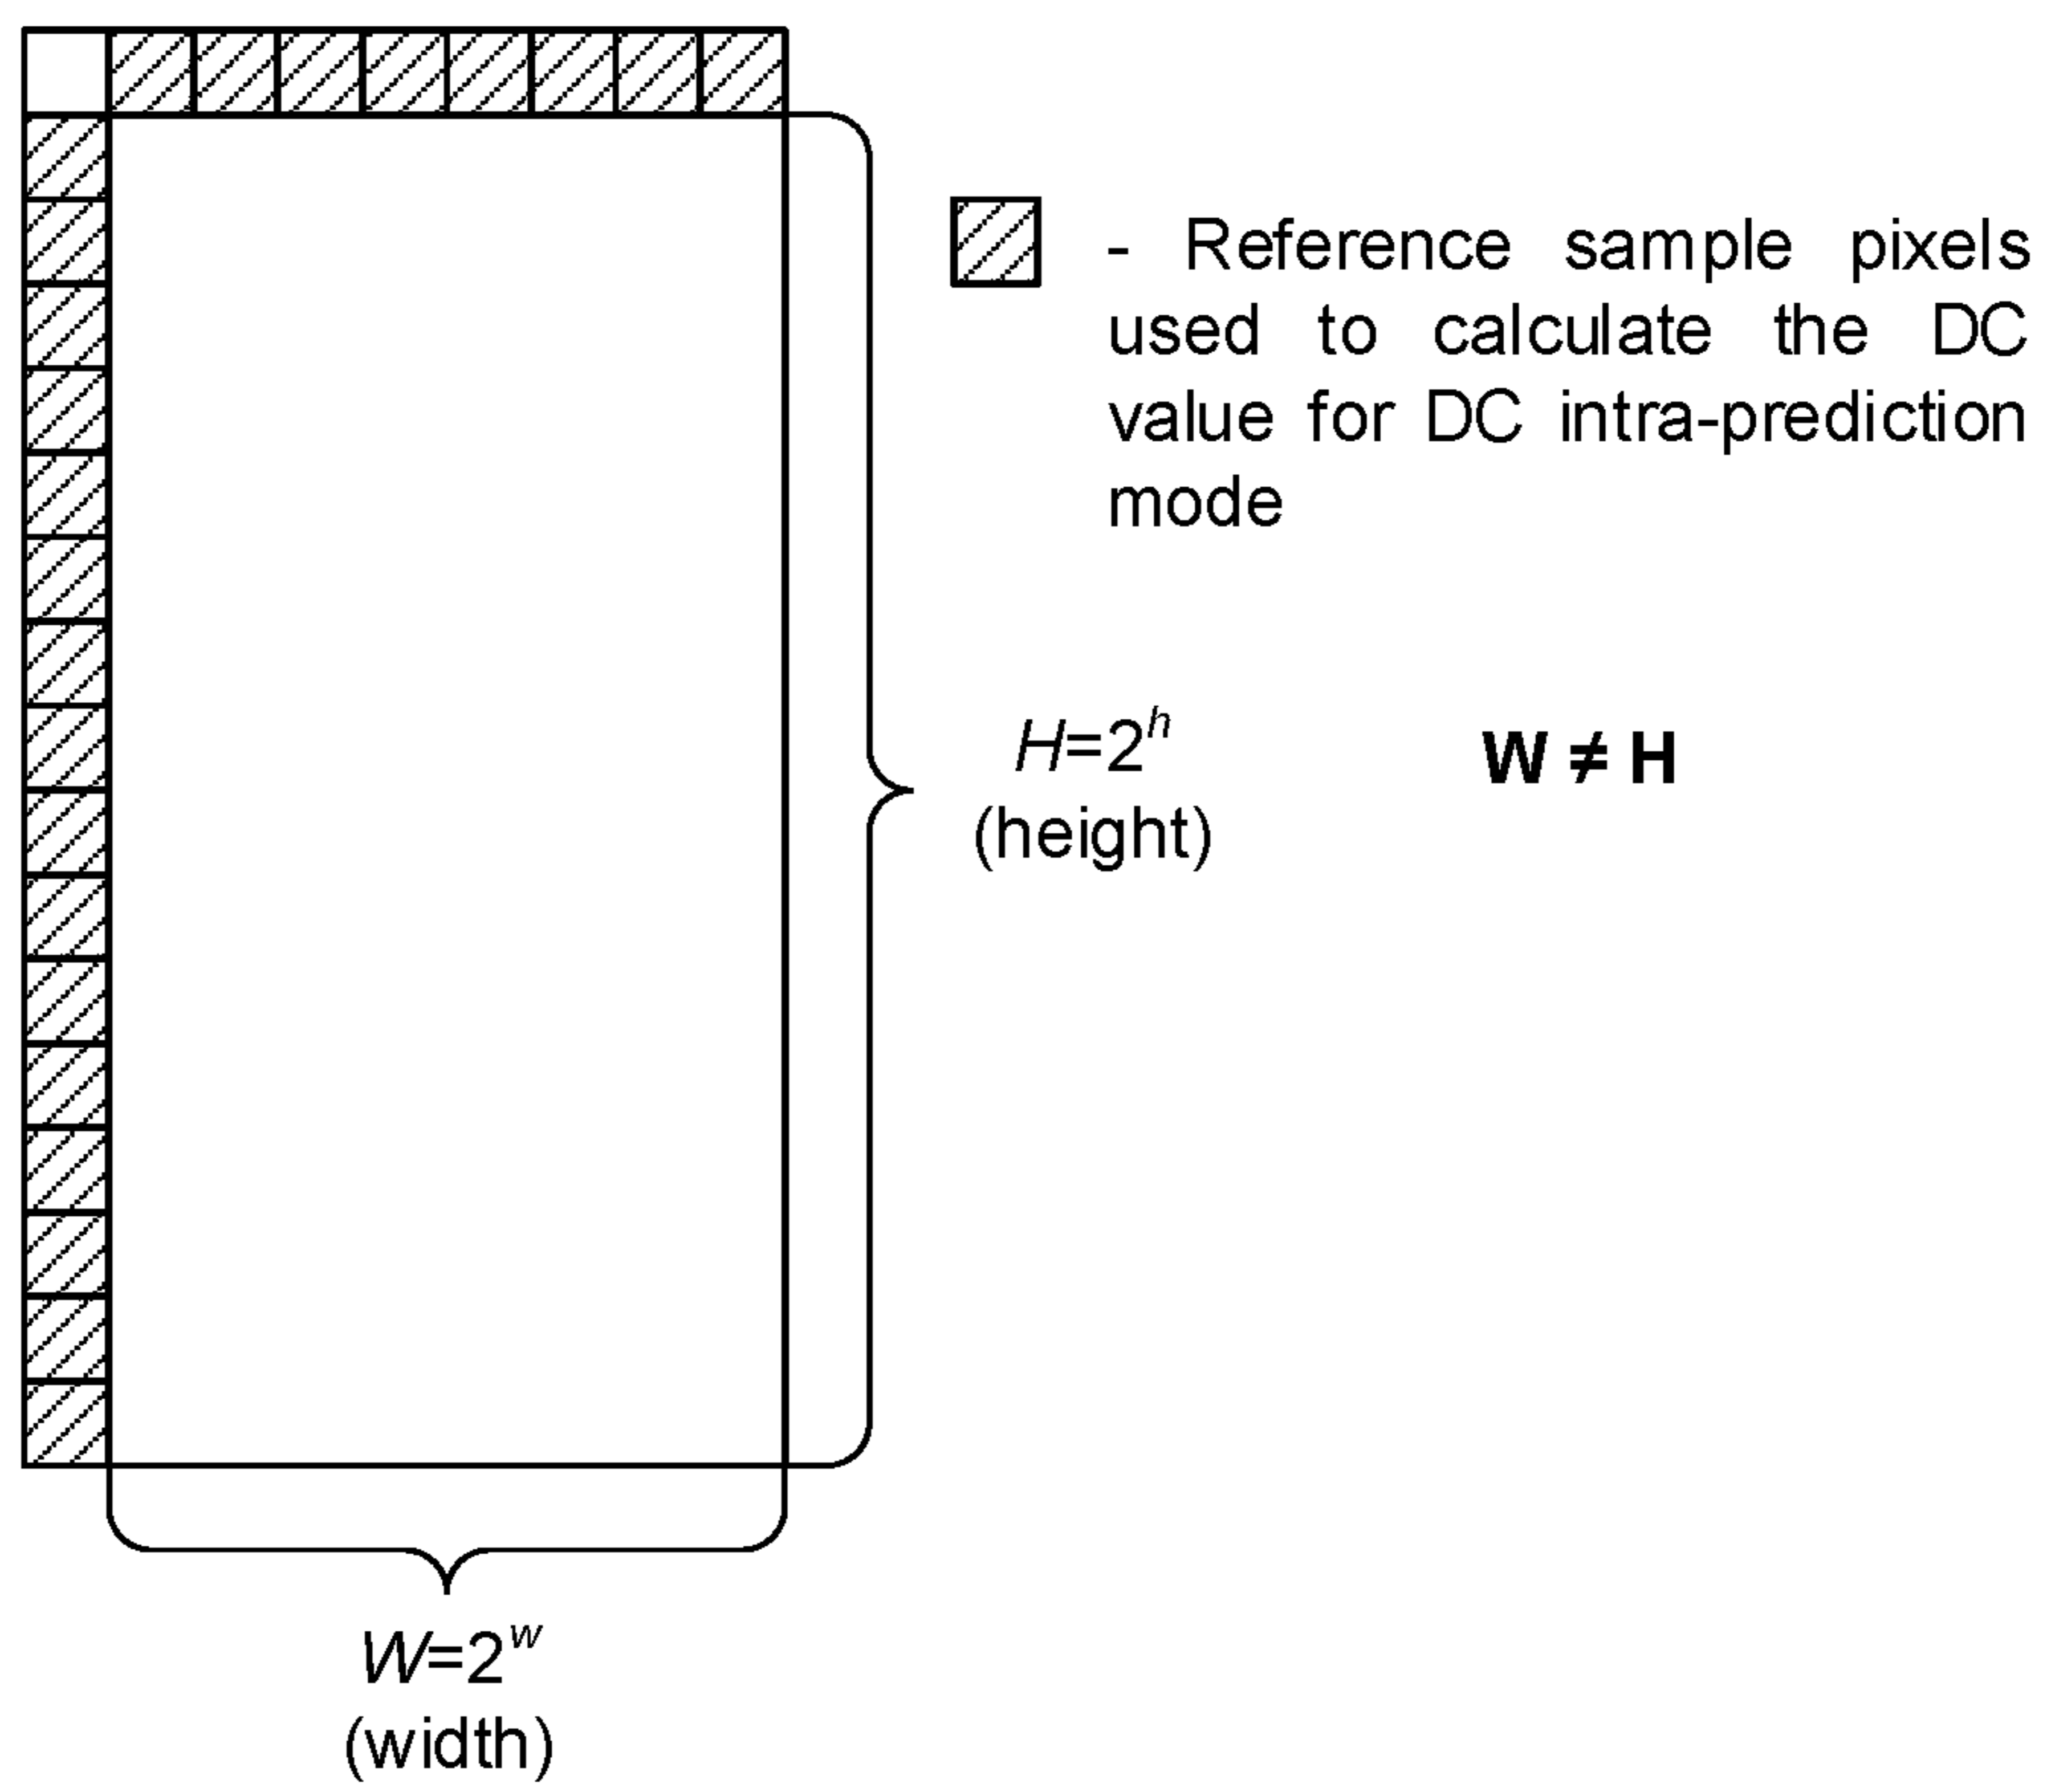 - Reference sample pixels
used to calculate the DC
value for DC intra-prediction
mode
H=2^h
(height)
W ≠ H
W=2^w
(width)